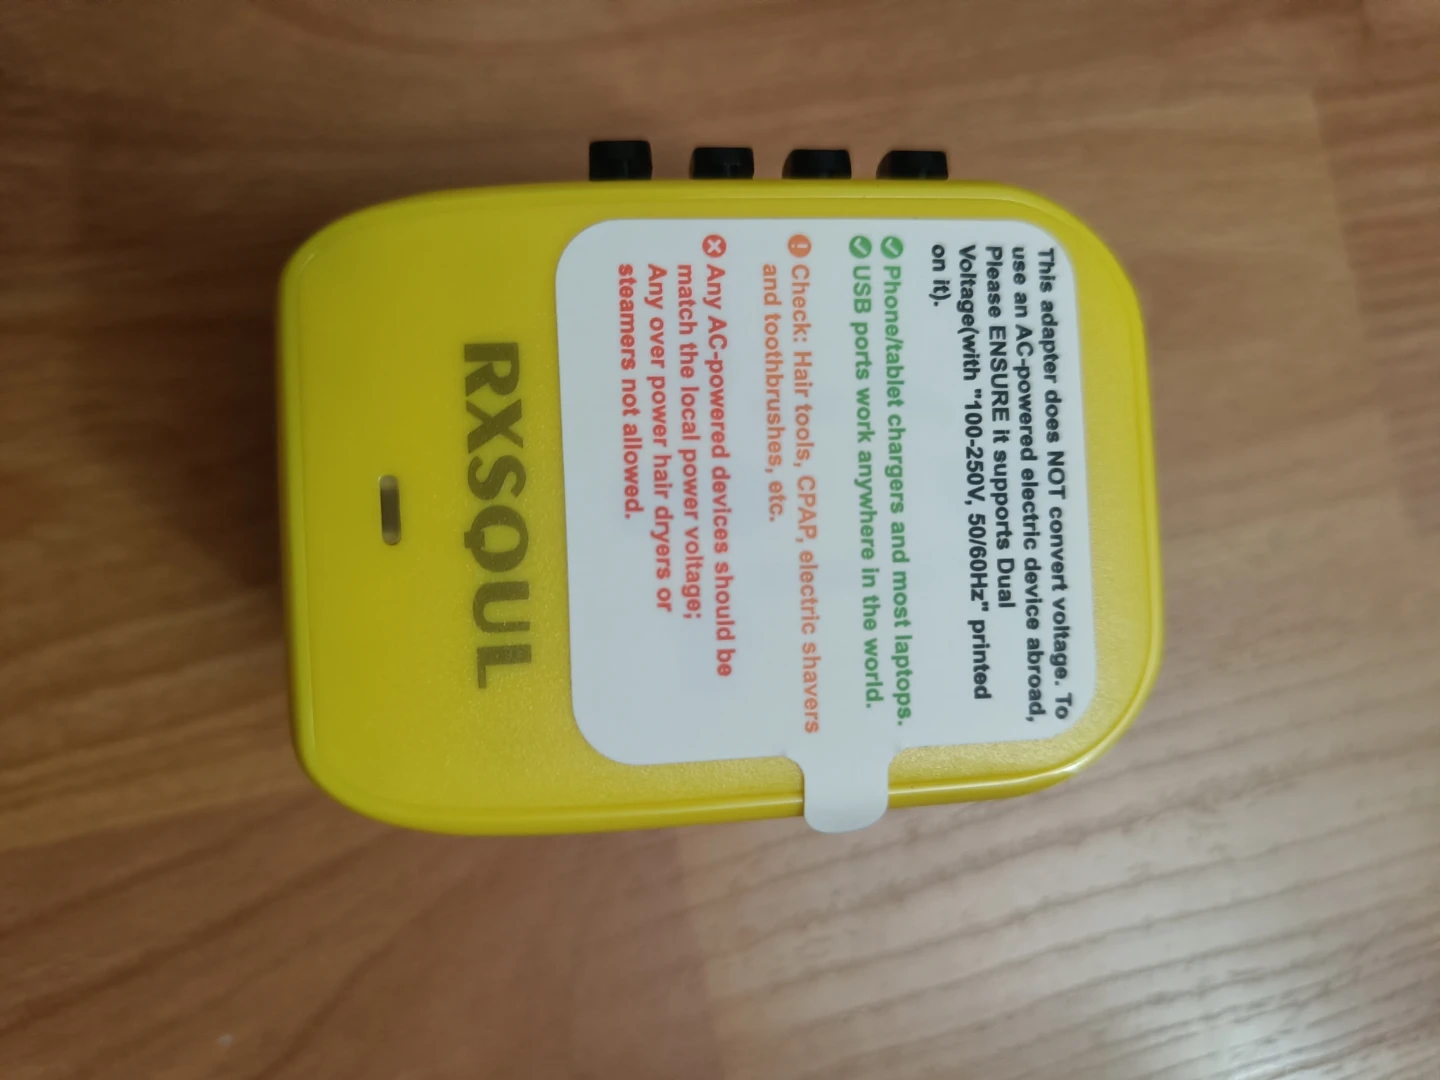 This adapter does NOT convert voltage. To
use an AC-powered electric device abroad,
Please ENSURE it supports Dual
Voltage(with "100-250V, 50/60Hz" printed
on it).
Phone/tablet chargers and most laptops.
USB ports work anywhere in the world.
Check: Hair tools, CPAP, electric shavers
and toothbrushes, etc.
Any AC-powered devices should be
match the local power voltage;
Any over power hair dryers or
steamers not allowed.
RXSQUL